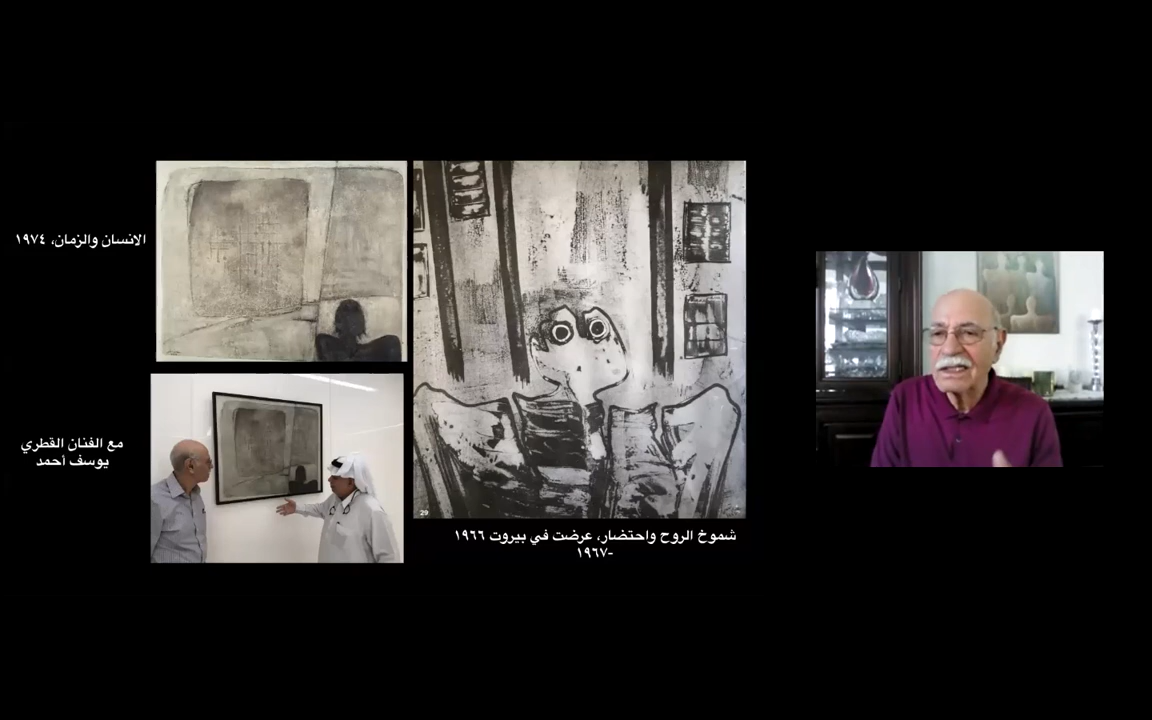 الانسان والزمان، ١٩٧٤
مع الفنان القطري
يوسف أحمد
29
شموخ الروح واحتضار، عرضت في بيروت ١٩٦٦
-١٩٦٧